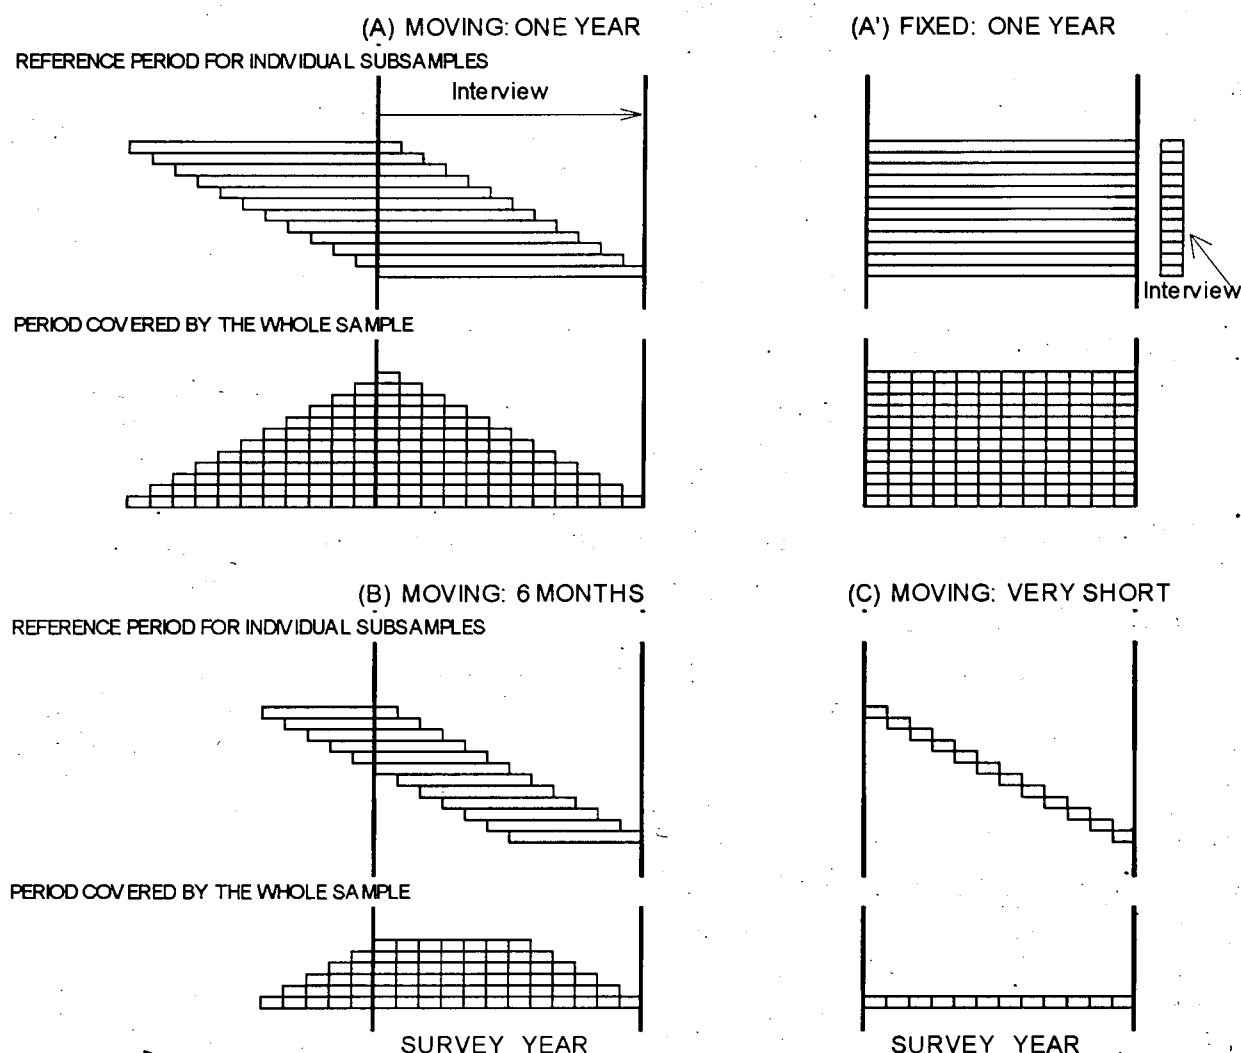 (A) MOVING: ONE YEAR
(A') FIXED: ONE YEAR
REFERENCE PERIOD FOR INDIVIDUAL SUBSAMPLES
Interview
Interview
PERIOD COVERED BY THE WHOLE SAMPLE
(B) MOVING: 6 MONTHS
(C) MOVING: VERY SHORT
REFERENCE PERIOD FOR INDIVIDUAL SUBSAMPLES
PERIOD COVERED BY THE WHOLE SAMPLE
SURVEY YEAR
SURVEY YEAR